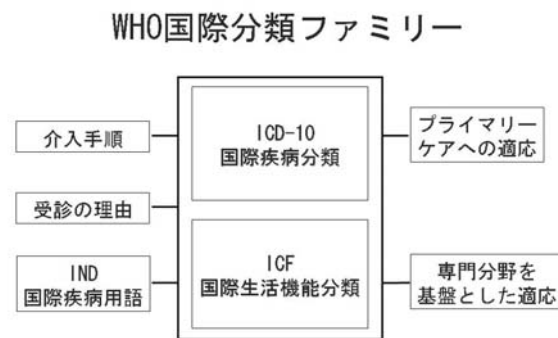 WHO国際分類ファミリー
介入手順
受診の理由
IND
国際疾病用語
ICD-10
国際疾病分類
ICF
国際生活機能分類
プライマリー
ケアへの適応
専門分野を
基盤とした適応